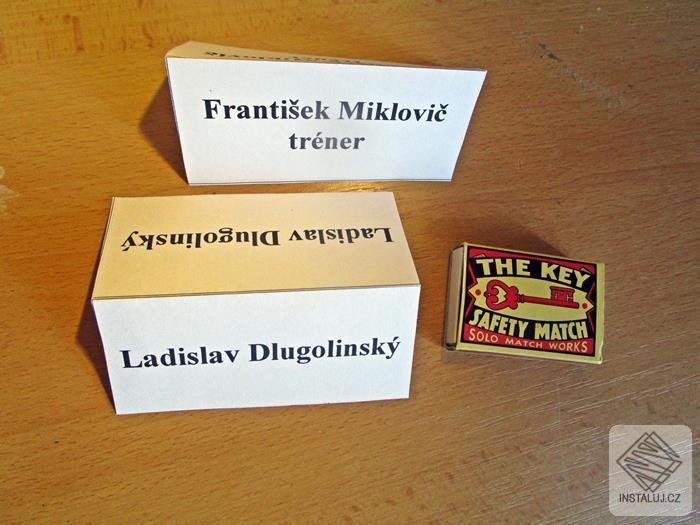 František Miklovič
tréner
Ladislav Dlugolinský
Ladislav Dlugolinský
THE KEY
SAFETY MATCH
SOLO MATCH WORKS
INSTALUJ.CZ